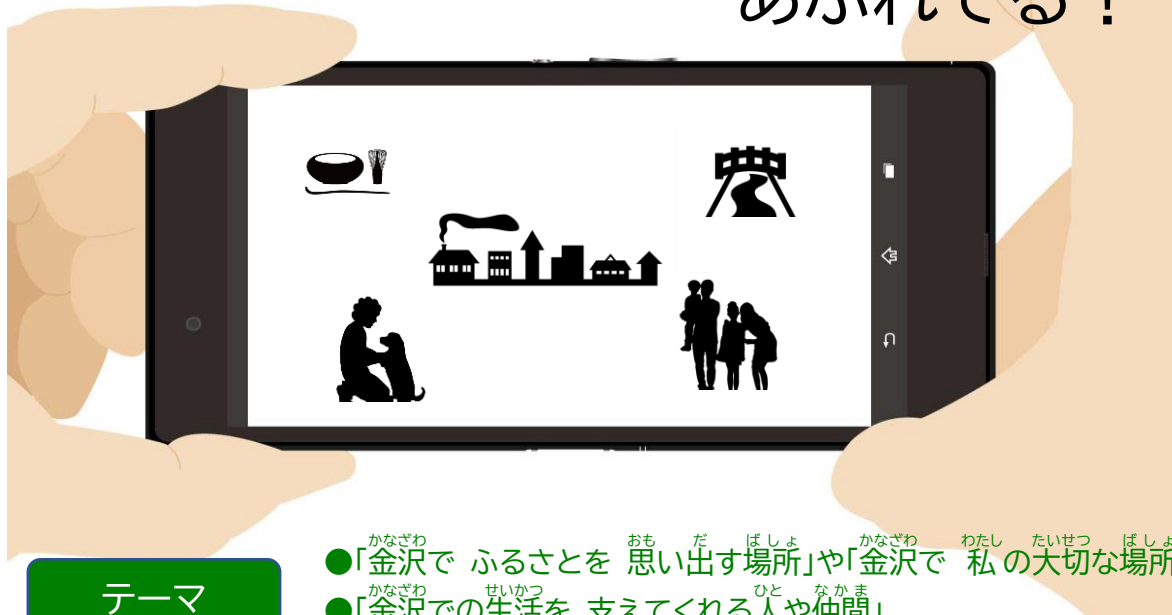 あふれてる！
●「金沢で ふるさとを 思い出す場所」や「金沢で 私の大切な場所
テーマ
●「金沢での生活を 支えてくれる人や仲間」